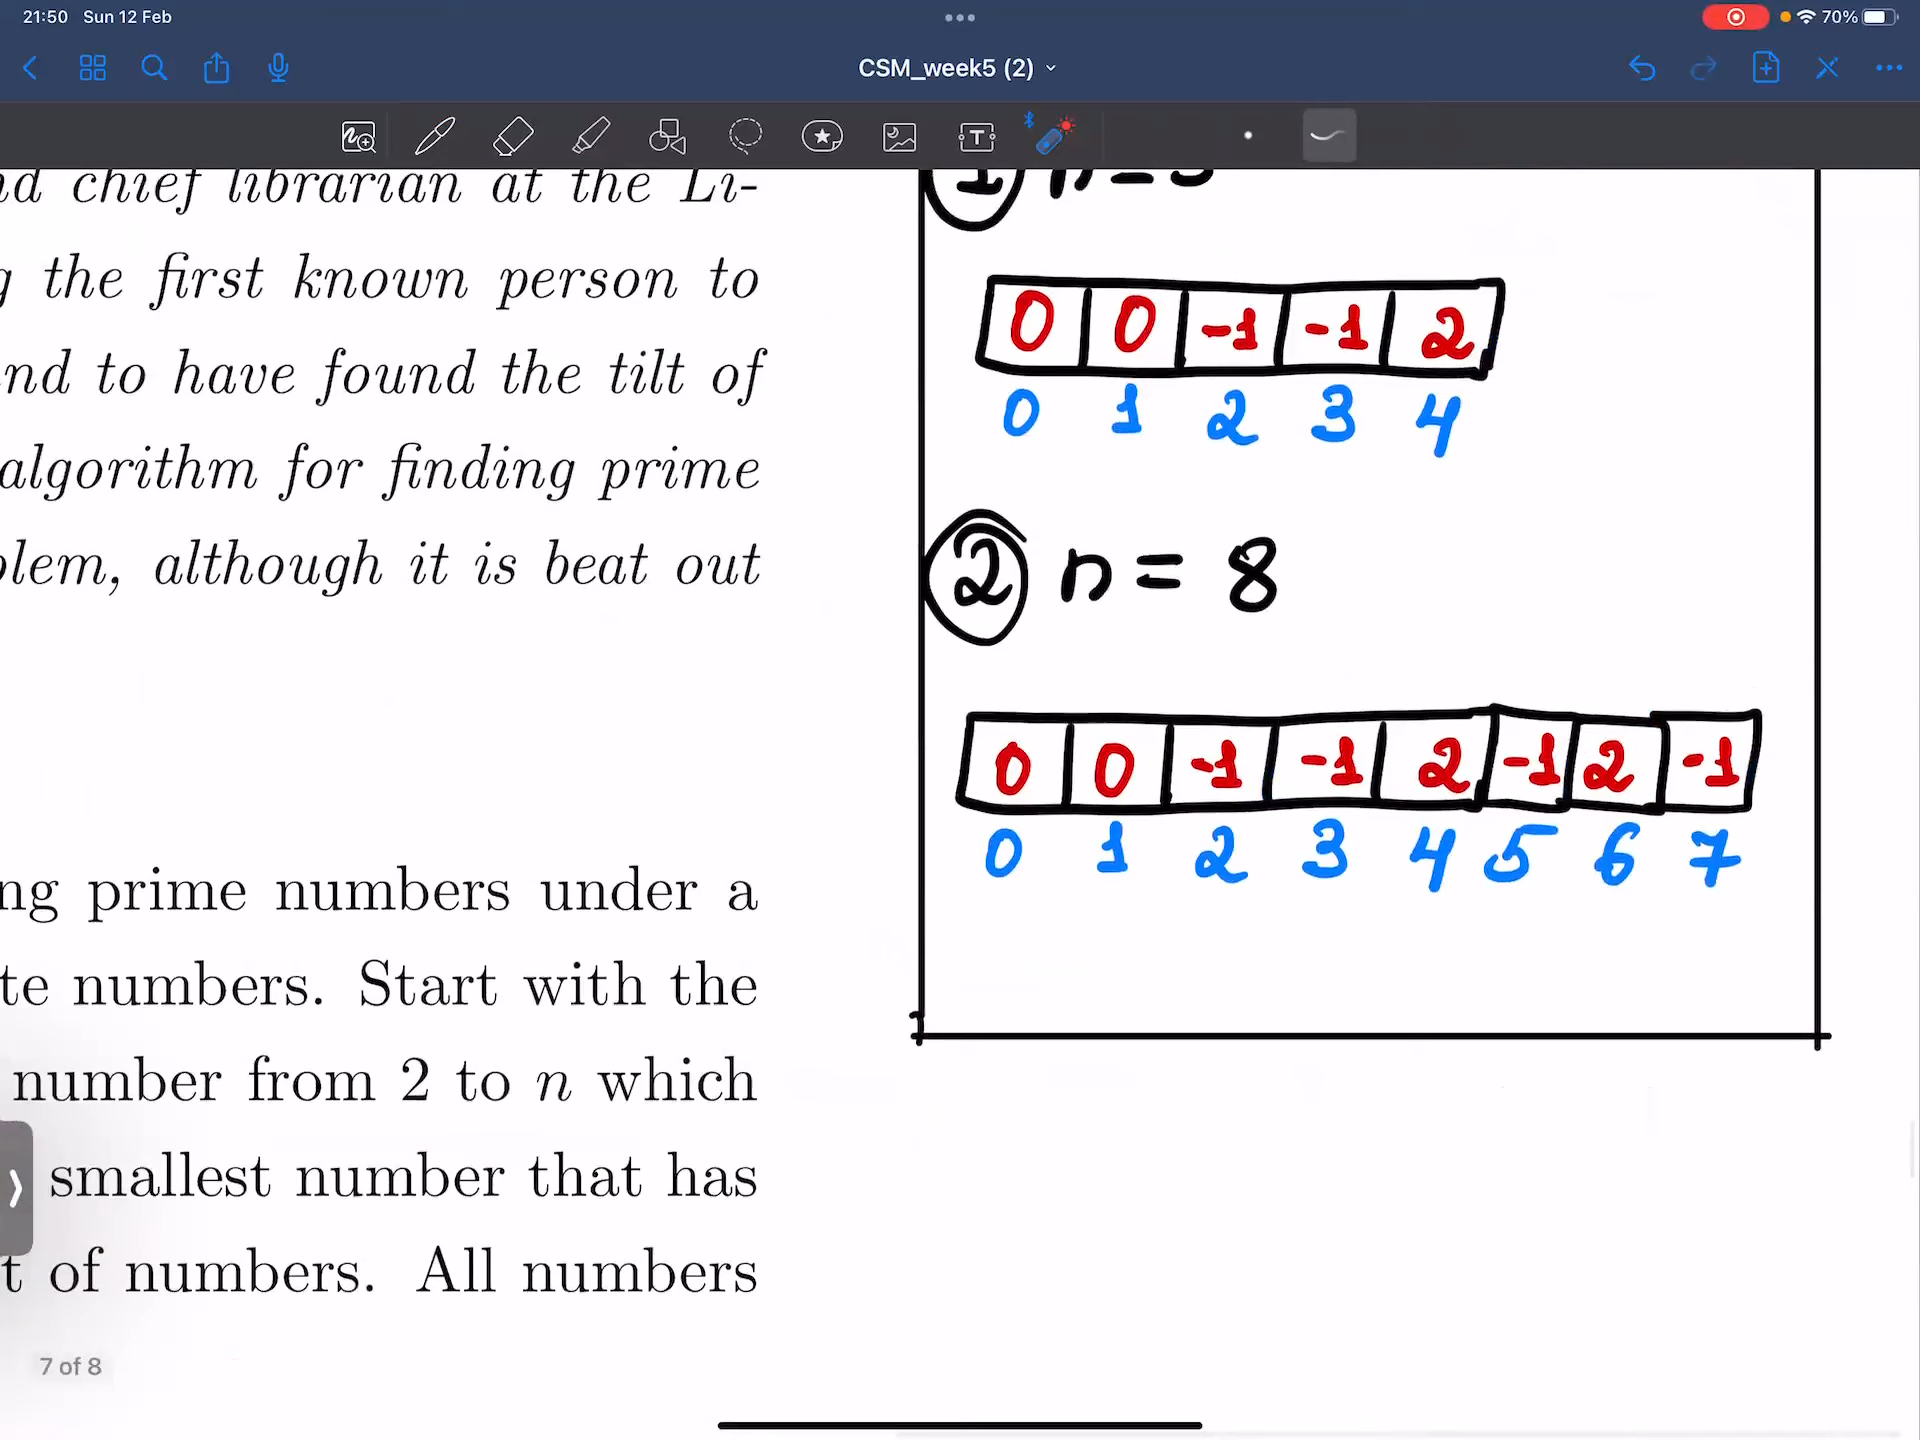 21:50 Sun 12 Feb
70%
CSM_week5 (2)
T
nd chief librarian at the Li-
g the first known person to
nd to have found the tilt of
algorithm for finding prime
blem, although it is beat out
ng prime numbers under a
te numbers. Start with the
number from 2 to n which
smallest number that has
t of numbers. All numbers
7 of 8
1 n=5
0 0 -1 -1 2
0 1 2 3 4
2 n = 8
0 0 -1 -1 2 -1 2 -1
0 1 2 3 4 5 6 7